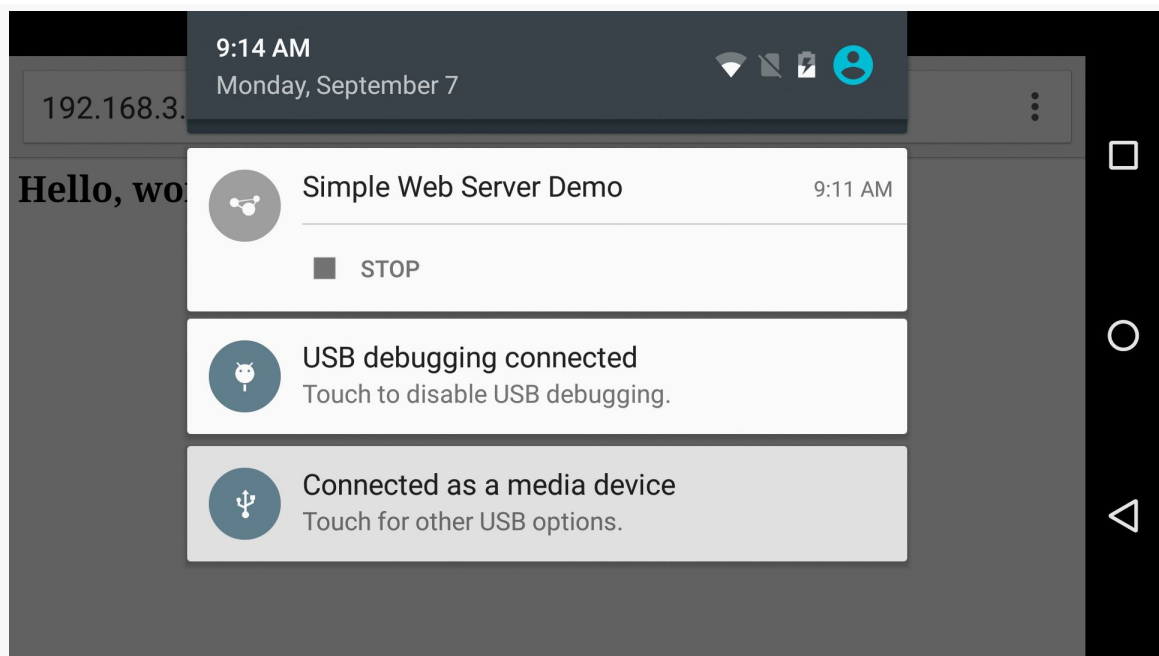 9:14 AM
Monday, September 7
192.168.3.
Hello, wo
Simple Web Server Demo
9:11 AM
STOP
USB debugging connected
Touch to disable USB debugging.
Connected as a media device
Touch for other USB options.